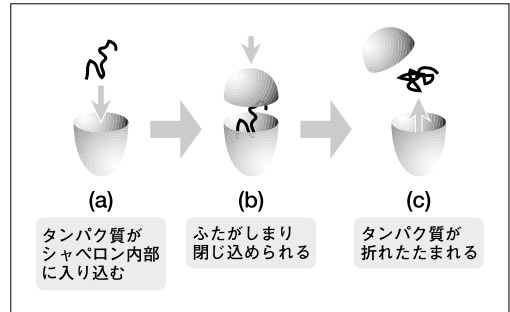 (a)
タンパク質が
シャペロン内部
に入り込む
(b)
ふたがしまり
閉じ込められる
(c)
タンパク質が
折れたたまれる